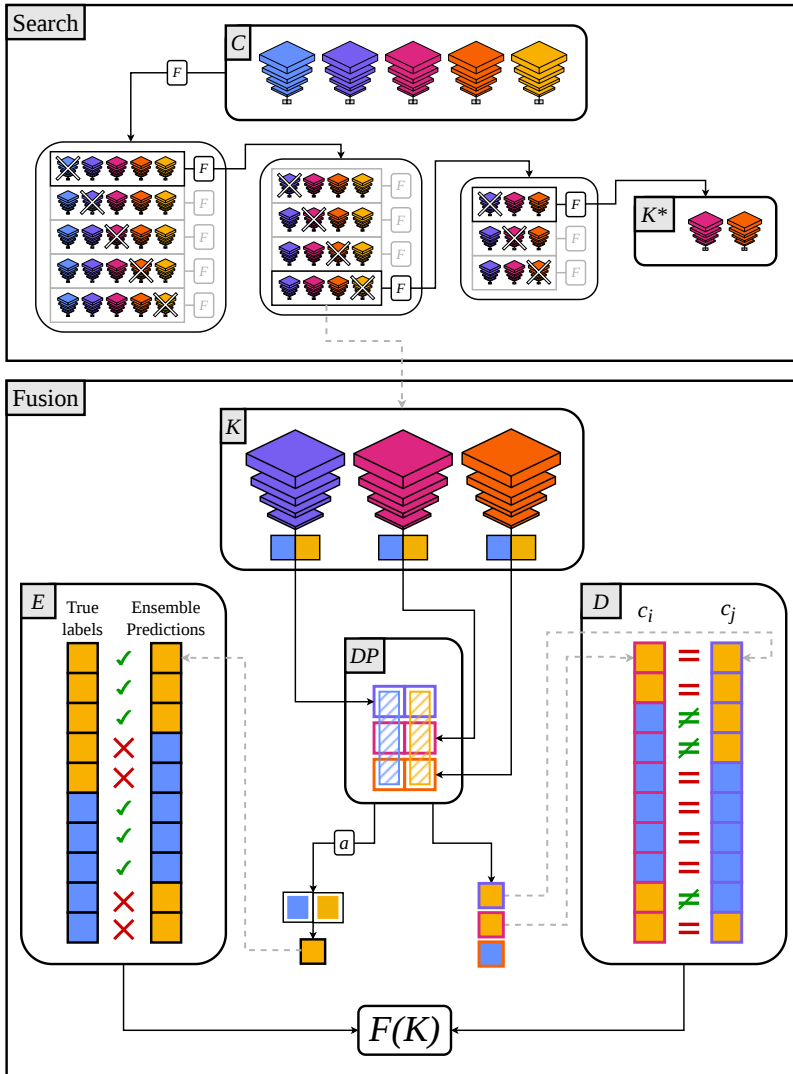 Search
C
F
F
F
F
F
F
F
F
F
F
F
F
F
K*
Fusion
K
E
True labels
Ensemble Predictions
DP
D
c_i
c_j
= 
=
≠
≠
=
=
=
=
≠
=
a
F(K)